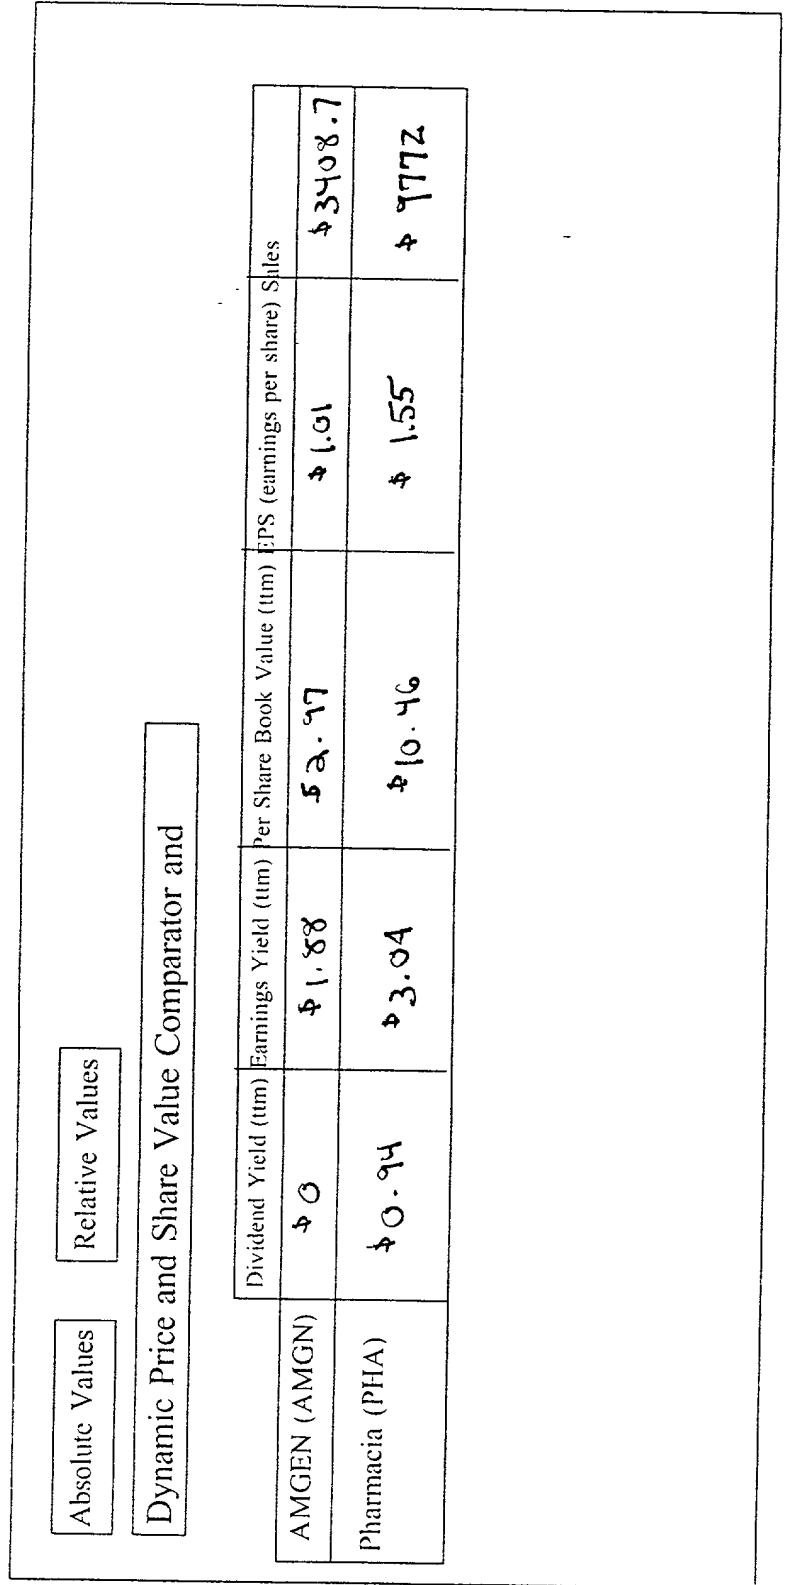 Absolute Values
Relative Values
Dynamic Price and Share Value Comparator and
Dividend Yield (ttm) Earnings Yield (ttm) Per Share Book Value (ttm) EPS (earnings per share) Sales
AMGEN (AMGN) $0 $1.88 $2.97 $1.01 $3408.7
Pharmacia (PHA) $0.94 $3.04 $10.46 $1.55 $9772